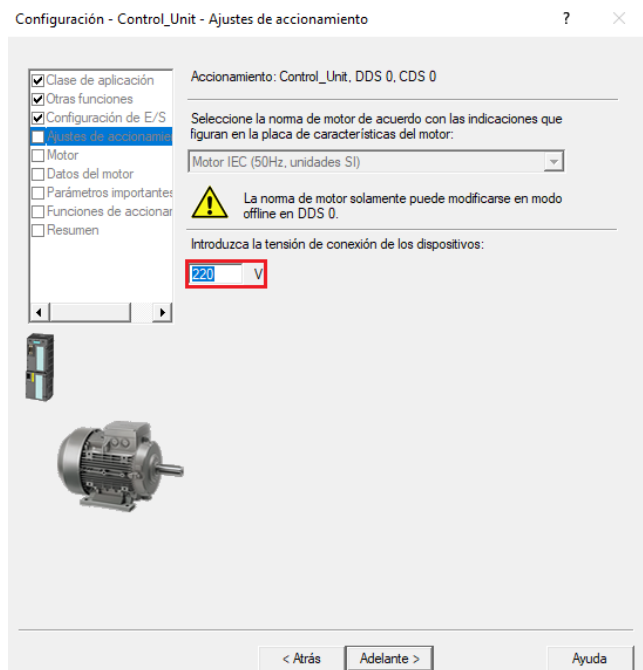 Configuración - Control_Unit - Ajustes de accionamiento ?
Clase de aplicación
Otras funciones
Configuración de E/S
Ajustes de accionamie
Motor
Datos del motor
Parámetros importantes
Funciones de accionar
Resumen
Accionamiento: Control_Unit, DDS 0, CDS 0
Seleccione la norma de motor de acuerdo con las indicaciones que
figuran en la placa de características del motor:
Motor IEC (50Hz, unidades SI)
La norma de motor solamente puede modificarse en modo
offline en DDS 0.
Introduzca la tensión de conexión de los dispositivos:
220 V
< Atrás
Adelante >
Ayuda